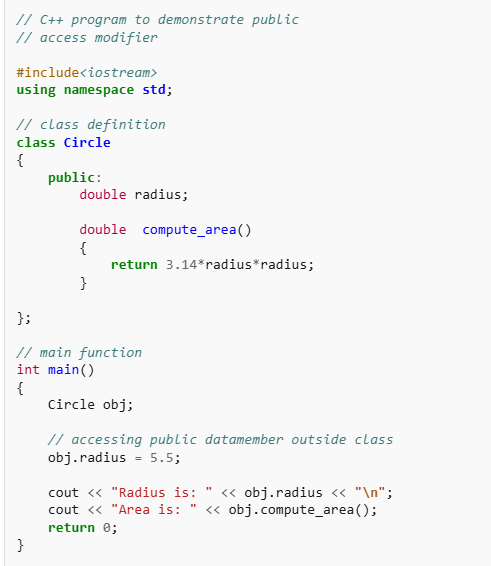 // C++ program to demonstrate public
// access modifier

#include<iostream>
using namespace std;

// class definition
class Circle
{
    public:
        double radius;

        double  compute_area()
        {
            return 3.14*radius*radius;
        }

};

// main function
int main()
{
    Circle obj;

    // accessing public datamember outside class
    obj.radius = 5.5;

    cout << "Radius is: " << obj.radius << "\n";
    cout << "Area is: " << obj.compute_area();
    return 0;
}